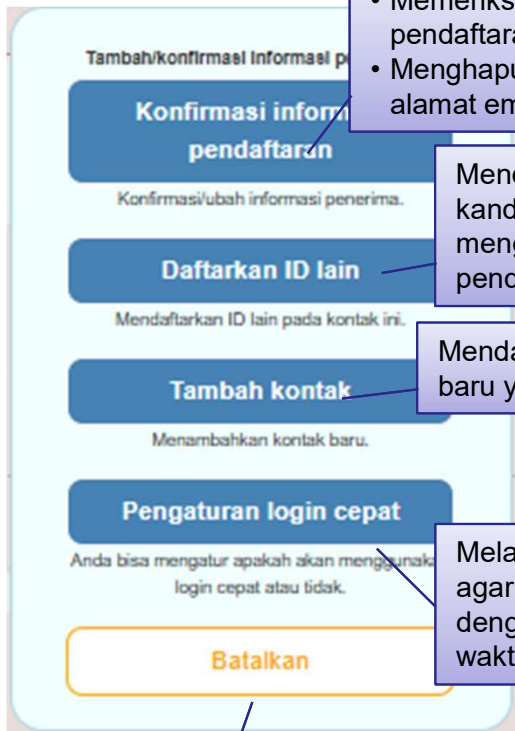 • Memeriksa
pendaftara
• Menghapu
alamat em
Tambah/konfirmasi Informasi pe
Konfirmasi inform
pendaftaran
Konfirmasi/ubah informasi penerima.
Daftarkan ID lain
Mendaftarkan ID lain pada kontak ini.
Tambah kontak
Menambahkan kontak baru.
Pengaturan login cepat
Anda bisa mengatur apakah akan menggunaka
login cepat atau tidak.
Batalkan
kand
meng
pend
Menda
baru y
Mela
agar
deng
wakt